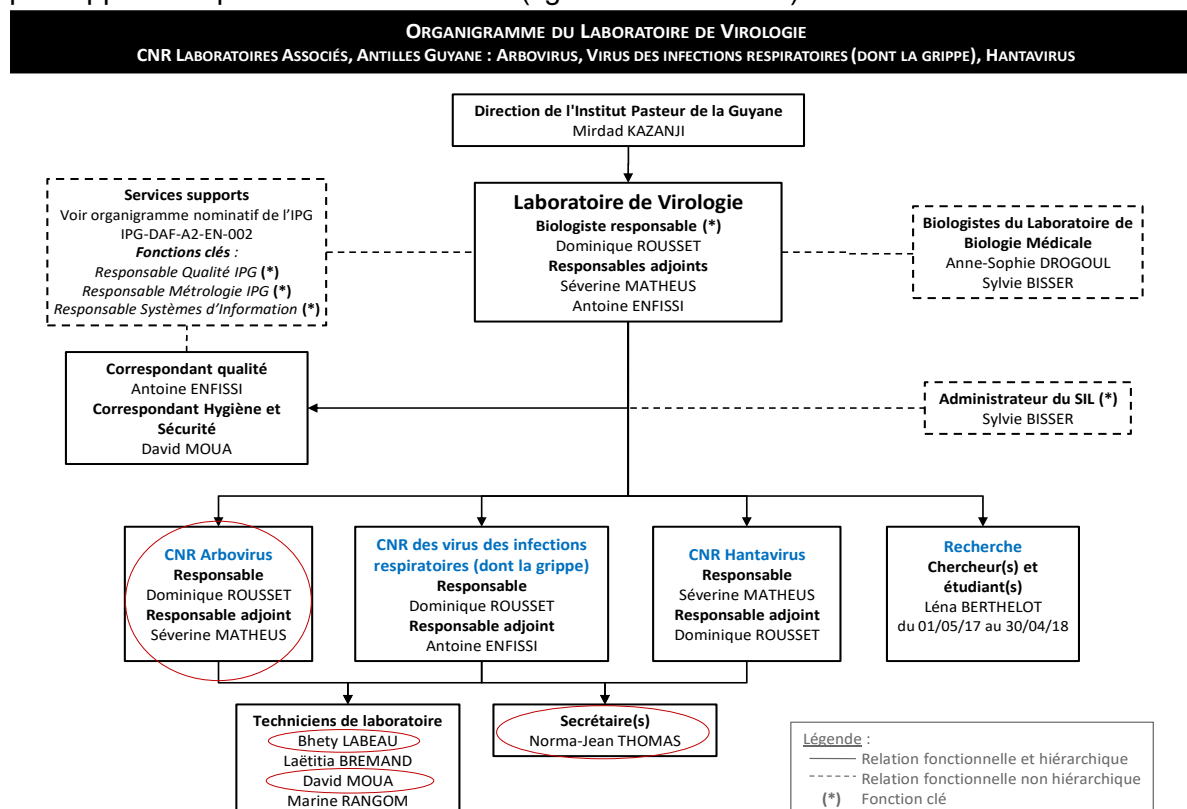 ORGANIGRAMME DU LABORATOIRE DE VIROLOGIE
CNR LABORATOIRES ASSOCIÉS, ANTILLES GUYANE : ARBOVIRUS, VIRUS DES INFECTIONS RESPIRATOIRES (DONT LA GRIPPE), HANTAVIRUS
Direction de l'Institut Pasteur de la Guyane
Mirdad KAZANJI
Services supports
Voir organigramme nominatif de l'IPG
IPG-DAF-A2-EN-002
Fonctions clés :
Responsable Qualité IPG (*)
Responsable Métrologie IPG (*)
Responsable Systèmes d'Information (*)
Laboratoire de Virologie
Biologiste responsable (*)
Dominique ROUSSET
Responsables adjoints
Séverine MATHEUS
Antoine ENFISSI
Biologistes du Laboratoire de
Biologie Médicale
Anne-Sophie DROGOUL
Sylvie BISSER
Correspondant qualité
Antoine ENFISSI
Correspondant Hygiène et
Sécurité
David MOUA
Administrateur du SIL (*)
Sylvie BISSER
CNR Arbovirus
Responsable
Dominique ROUSSET
Responsable adjoint
Séverine MATHEUS
CNR des virus des infections
respiratoires (dont la grippe)
Responsable
Dominique ROUSSET
Responsable adjoint
Antoine ENFISSI
CNR Hantavirus
Responsable
Séverine MATHEUS
Responsable adjoint
Dominique ROUSSET
Recherche
Chercheur(s) et
étudiant(s)
Léna BERTHELOT
du 01/05/17 au 30/04/18
Techniciens de laboratoire
Bhety LABEAU
Laëtitia BREMAND
David MOUA
Marine RANGOM
Secrétaire(s)
Norma-Jean THOMAS
Légende :
Relation fonctionnelle et hiérarchique
Relation fonctionnelle non hiérarchique
(*) Fonction clé